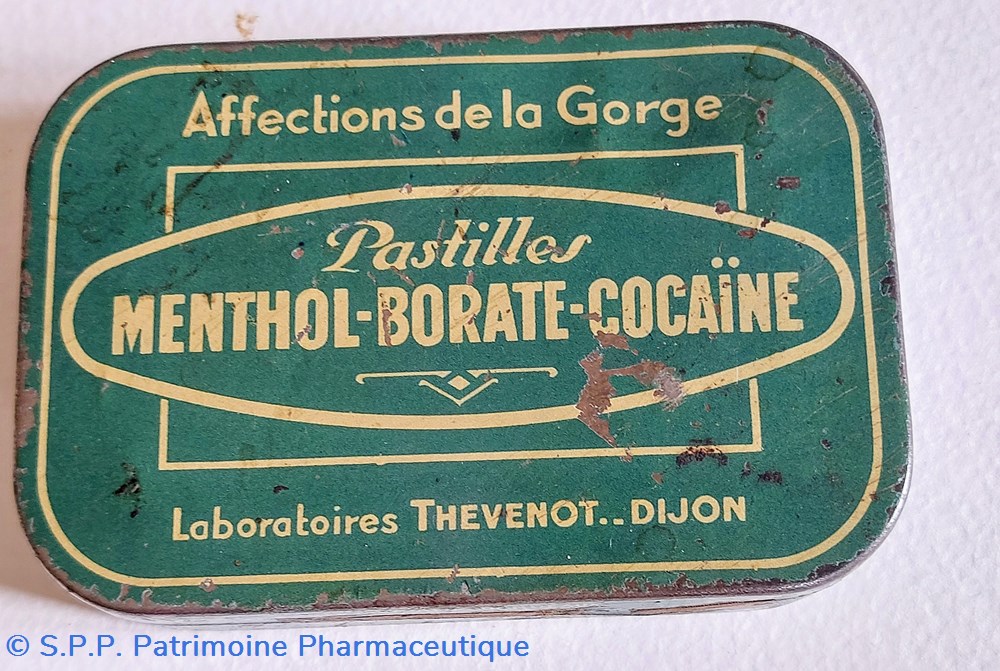 Affections de la Gorge
Pastilles
MENTHOL-BORATE-COCAÏNE
Laboratoires THEVENOT..DIJON
© S.P.P. Patrimoine Pharmaceutique